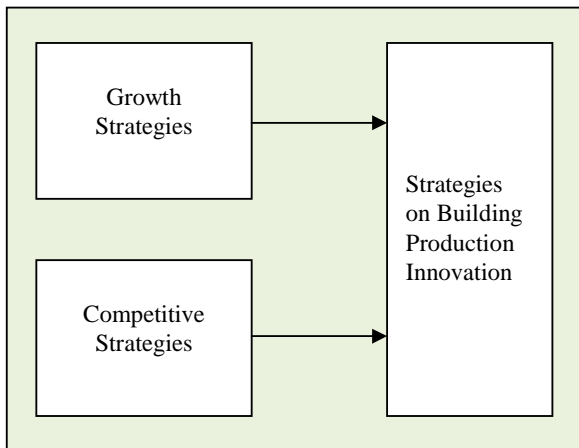 Growth
Strategies
Competitive
Strategies
Strategies
on Building
Production
Innovation